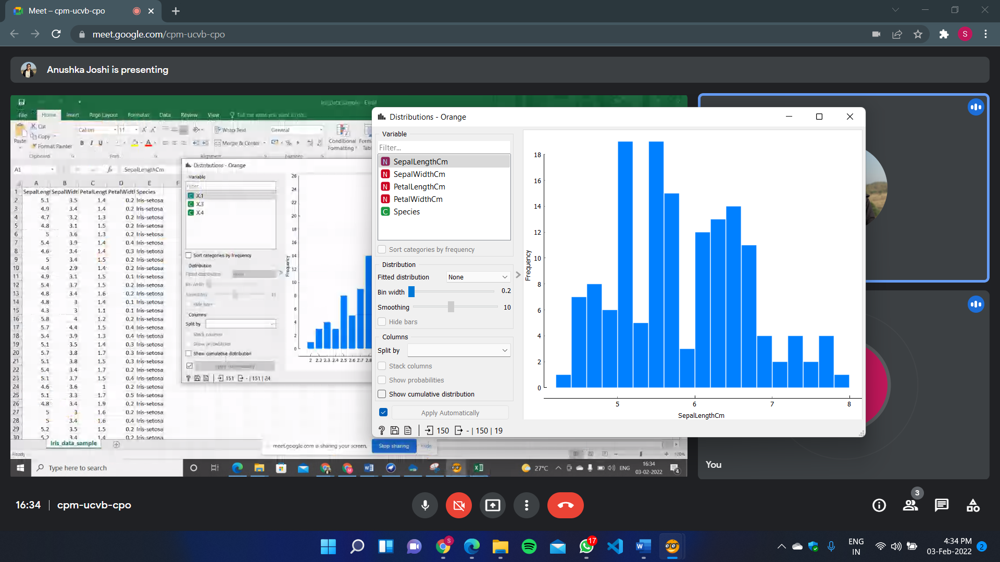 Meet – cpm-ucvb-cpo
meet.google.com/cpm-ucvb-cpo
S
Anushka Joshi is presenting
Iris_data_sample - Excel
File Home Insert Page Layout Formulas Data Review View Tell me what you want to do...
Paste
Cut
Copy
Format Painter
Clipboard
Calibri 11
B I U
Font
Wrap Text
Merge & Center
Alignment
General
Number
Conditional
Formatting
A1 fx SepalLengthCm
A B C D E F
1 SepalLengt SepalWidt PetalLengt PetalWidt Species
2 5.1 3.5 1.4 0.2 Iris-setosa
3 4.9 3.4 1.4 0.2 Iris-setosa
4 4.7 3.2 1.3 0.2 Iris-setosa
5 4.8 3.1 1.5 0.2 Iris-setosa
6 5 3.6 1.3 0.2 Iris-setosa
7 5.4 3.9 1.4 0.4 Iris-setosa
8 4.6 3.4 1.4 0.3 Iris-setosa
9 5 3.4 1.5 0.2 Iris-setosa
10 4.4 2.9 1.4 0.2 Iris-setosa
11 4.9 3.1 1.5 0.1 Iris-setosa
12 5.4 3.7 1.5 0.2 Iris-setosa
13 4.8 3.4 1.6 0.2 Iris-setosa
14 4.8 3 1.4 0.1 Iris-setosa
15 4.3 3 1.1 0.1 Iris-setosa
16 5.8 4 1.2 0.2 Iris-setosa
17 5.7 4.4 1.5 0.4 Iris-setosa
18 5.4 3.9 1.3 0.4 Iris-setosa
19 5.1 3.5 1.4 0.3 Iris-setosa
20 5.7 3.8 1.7 0.3 Iris-setosa
21 5.1 3.8 1.5 0.3 Iris-setosa
22 5.4 3.4 1.7 0.2 Iris-setosa
23 5.1 3.7 1.5 0.4 Iris-setosa
24 4.6 3.6 1 0.2 Iris-setosa
25 5.1 3.3 1.7 0.5 Iris-setosa
26 4.8 3.4 1.9 0.2 Iris-setosa
27 5 3 1.6 0.2 Iris-setosa
28 5 3.4 1.6 0.4 Iris-setosa
29 5.2 3.5 1.5 0.2 Iris-setosa
30 5.2 3.4 1.4 0.2 Iris-setosa
Iris_data_sample
Ready
100%
Distributions - Orange
Variable
Filter...
C X.1
C X.3
C X.4
Sort categories by frequency
Distribution
Fitted distribution None
Bin width
Smoothing 10
Hide bars
Columns
Split by
Stack columns
Show probabilities
Show cumulative distribution
Apply Automatically
? 151 - | 151 | 24
26
24
22
20
18
16
14
12
10
8
6
4
2
0
Frequency
2 2.2 2.3 2.4 2.5 2.6 2.7 2.8
meet.google.com is sharing your screen. Stop sharing Hide
Type here to search
27°C
ENG
16:34
03-02-2022
4
Distributions - Orange
Variable
Filter...
N SepalLengthCm
N SepalWidthCm
N PetalLengthCm
N PetalWidthCm
C Species
Sort categories by frequency
Distribution
Fitted distribution None
Bin width 0.2
Smoothing 10
Hide bars
Columns
Split by
Stack columns
Show probabilities
Show cumulative distribution
Apply Automatically
? 150 - | 150 | 19
18
16
14
12
10
8
6
4
2
0
Frequency
5 6 7 8
SepalLengthCm
You
16:34 | cpm-ucvb-cpo
3
S
17
ENG
IN
4:34 PM
03-Feb-2022
2